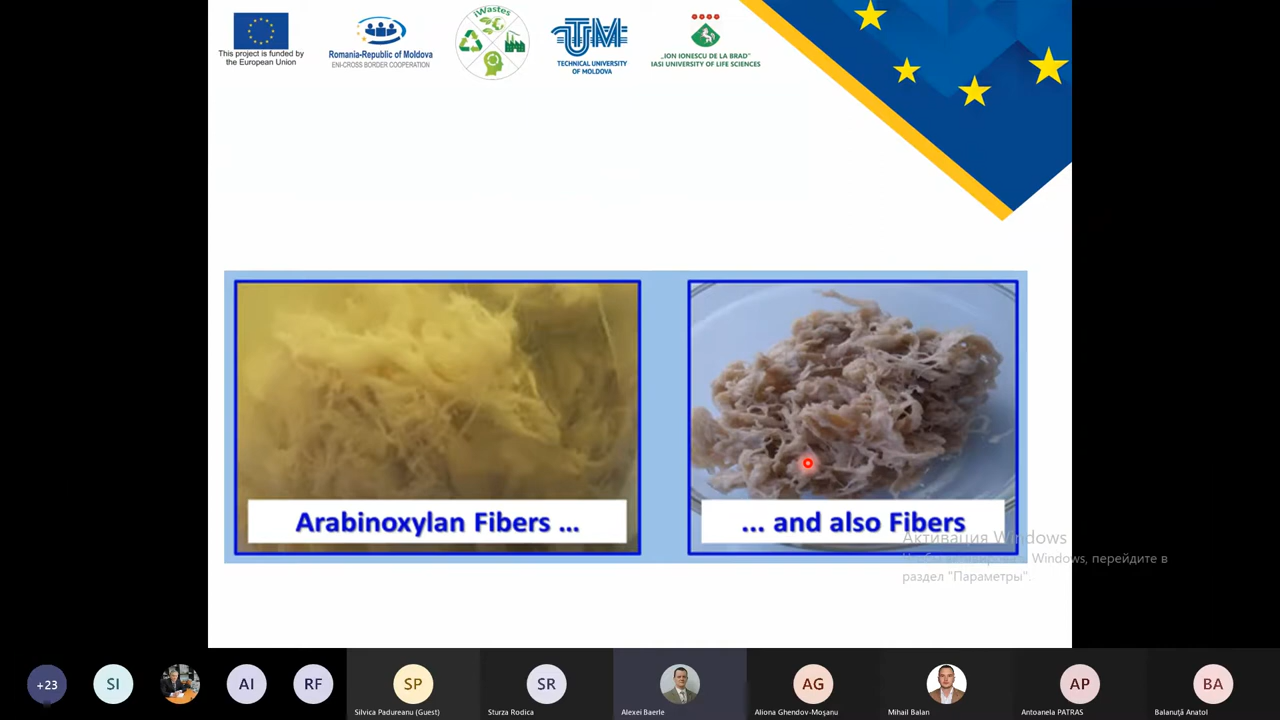 This project is funded by
the European Union
Romania-Republic of Moldova
ENI-CROSS BORDER COOPERATION
iWastes
UTM
TECHNICAL UNIVERSITY
OF MOLDOVA
„ION IONESCU DE LA BRAD”
IASI UNIVERSITY OF LIFE SCIENCES
Arabinoxylan Fibers ...
... and also Fibers
Активация Windows
Windows, перейдите в
раздел "Параметры".
+23
SI
AI
RF
SP
Silvica Padureanu (Guest)
SR
Sturza Rodica
Alexei Baerle
AG
Aliona Ghendov-Moșanu
Mihail Balan
AP
Antoanela PATRAS
BA
Balanuță Anatol